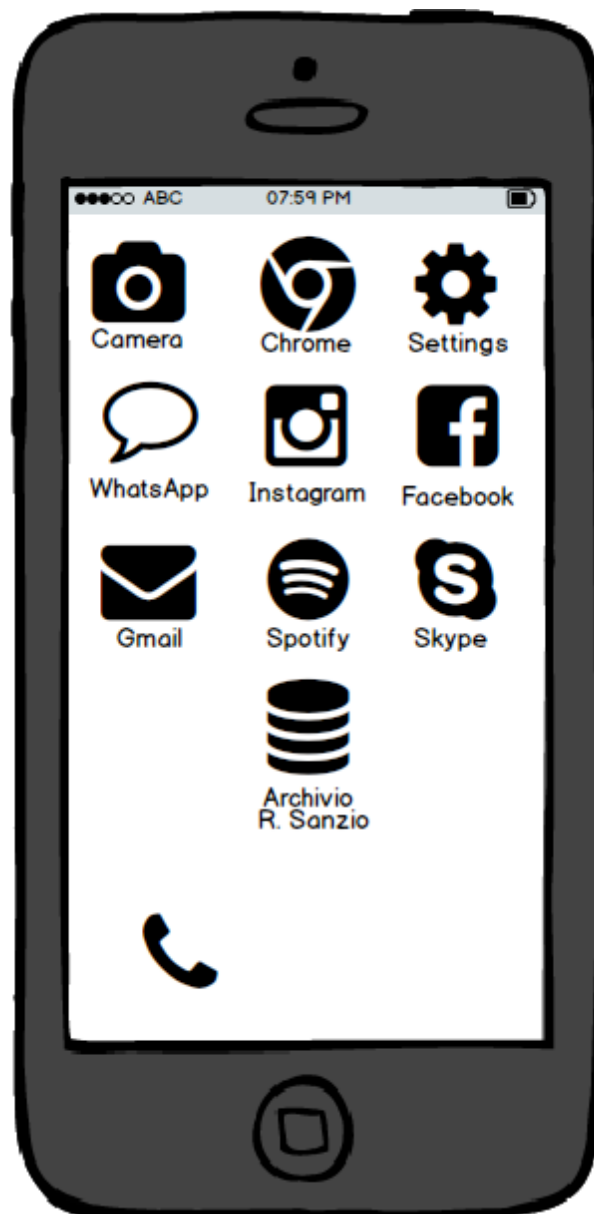 ABC 07:59 PM
Camera Chrome Settings
WhatsApp Instagram Facebook
Gmail Spotify Skype
Archivio
R. Sanzio